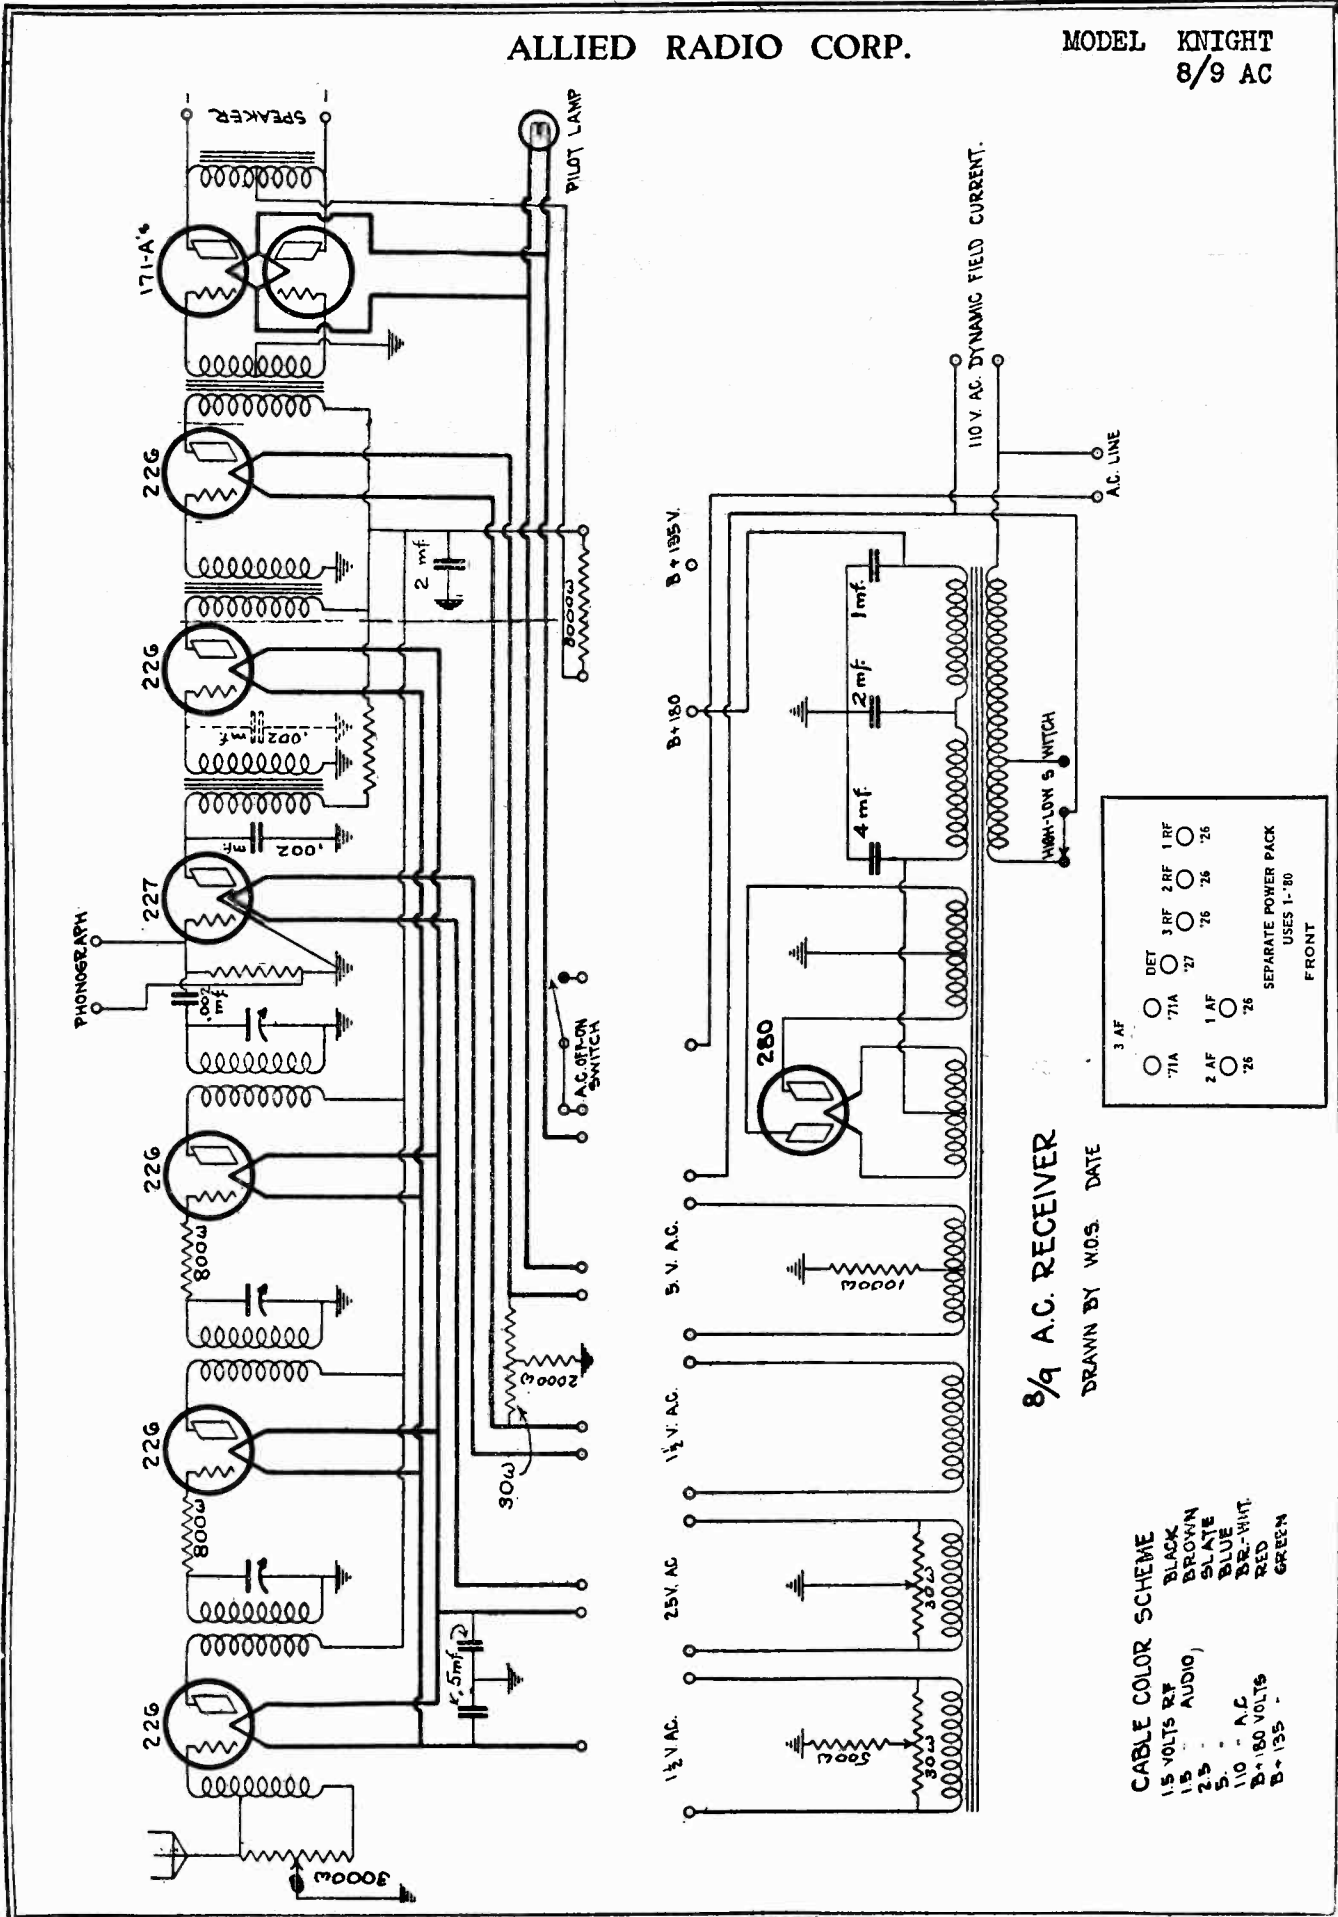 ALLIED RADIO CORP.
MODEL KNIGHT
8/9 AC
SPEAKER
PILOT LAMP
171-A's
226
226
.002 mf.
227
.002 mf.
PHONOGRAPH
.002 mf
226
800ω
226
800ω
226
3000ω
2 mf.
8000ω
A.C. OFF-ON
SWITCH
2000ω
30ω
.5mf.
110 V. AC. DYNAMIC FIELD CURRENT.
A.C. LINE
B+135 V.
B+180
1mf.
2mf.
4mf.
HIGH-LOW SWITCH
280
5. V. A.C.
1000ω
1½ V. A.C.
25V. AC
30ω
1½ V. AC.
500ω
30ω
3 AF
DET
3 RF
2 RF
1 RF
'71A
'71A
'27
'26
'26
'26
2 AF
1 AF
'26
'26
SEPARATE POWER PACK
USES 1-'80
FRONT
8/9 A.C. RECEIVER
DRAWN BY W.O.S. DATE
CABLE COLOR SCHEME
1.5 VOLTS RF BLACK
1.5 - AUDIO BROWN
2.5 - SLATE
5. - BLUE
110 - A.C. BR.-WHT.
B+180 VOLTS RED
B+135 - GREEN